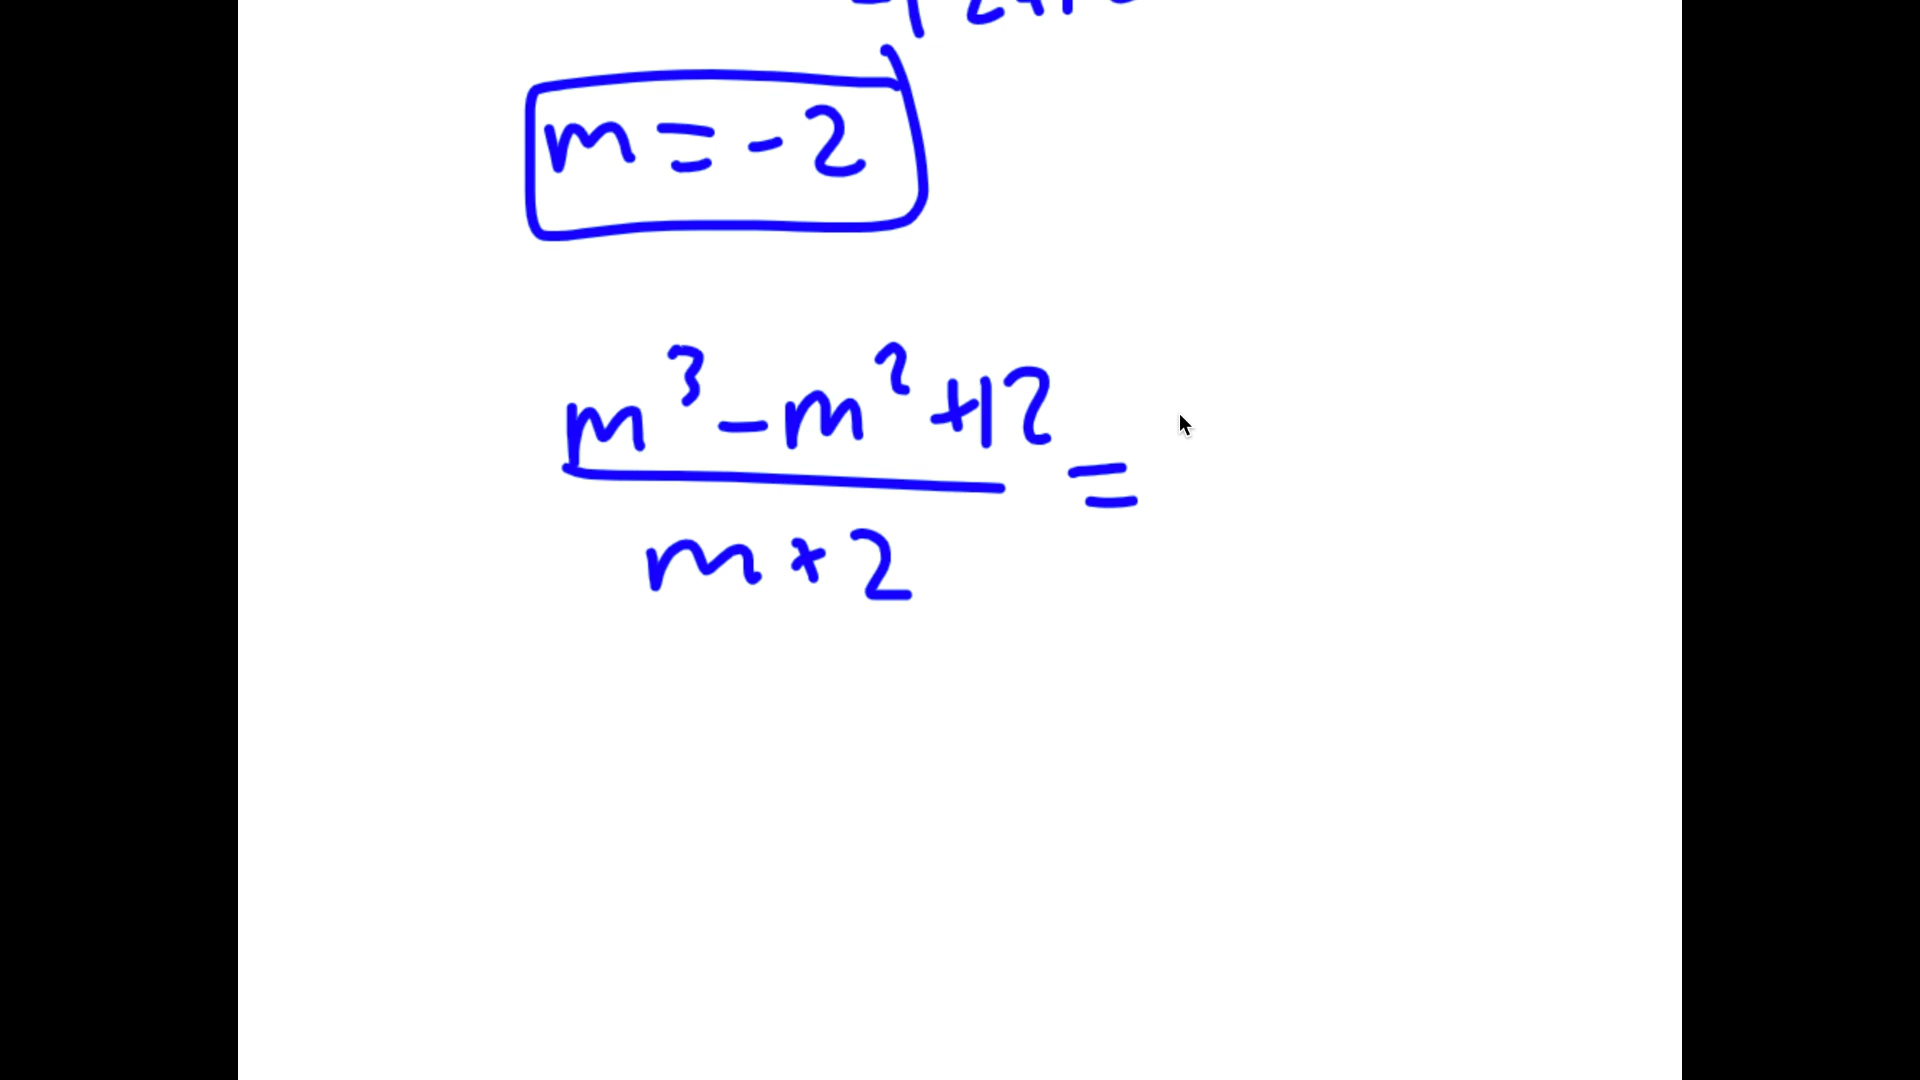 m = -2
m³ - m² + 12 =
m + 2